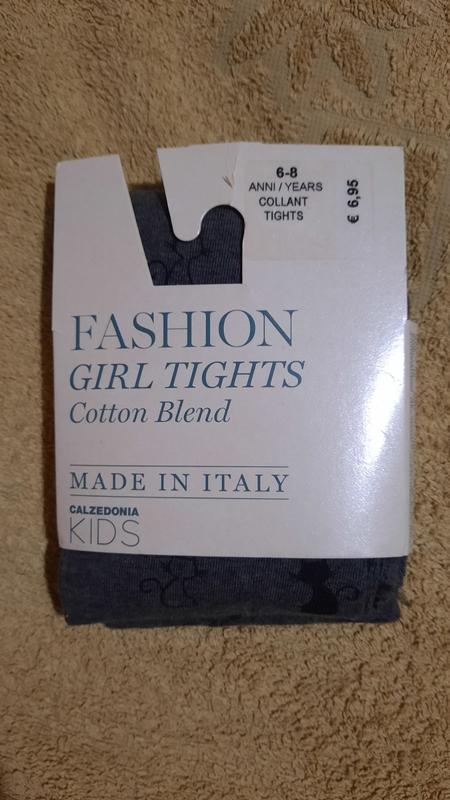 6-8
ANNI / YEARS
COLLANT
TIGHTS
€ 6,95
FASHION
GIRL TIGHTS
Cotton Blend
MADE IN ITALY
CALZEDONIA
KIDS